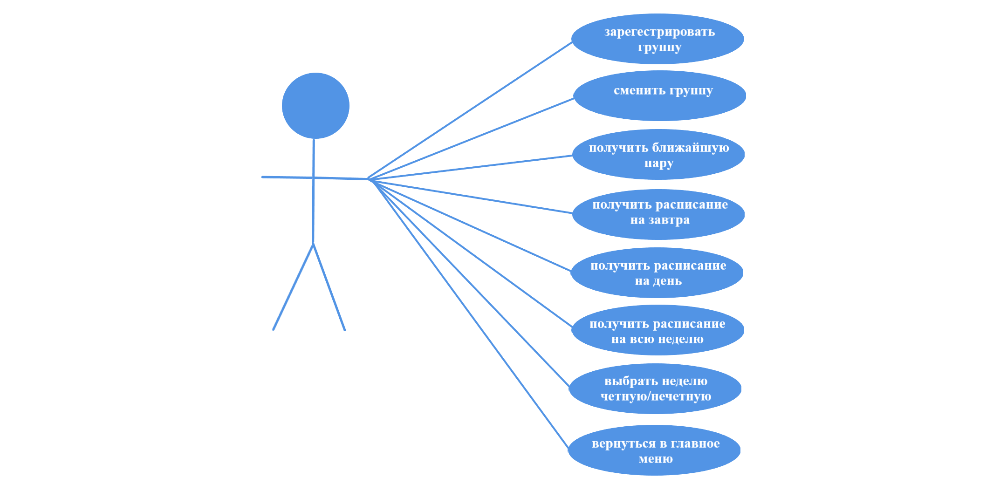 зарегестрировать
группу
сменить группу
получить ближайшую
пару
получить расписание
на завтра
получить расписание
на день
получить расписание
на всю неделю
выбрать неделю
четную/нечетную
вернуться в главное
меню